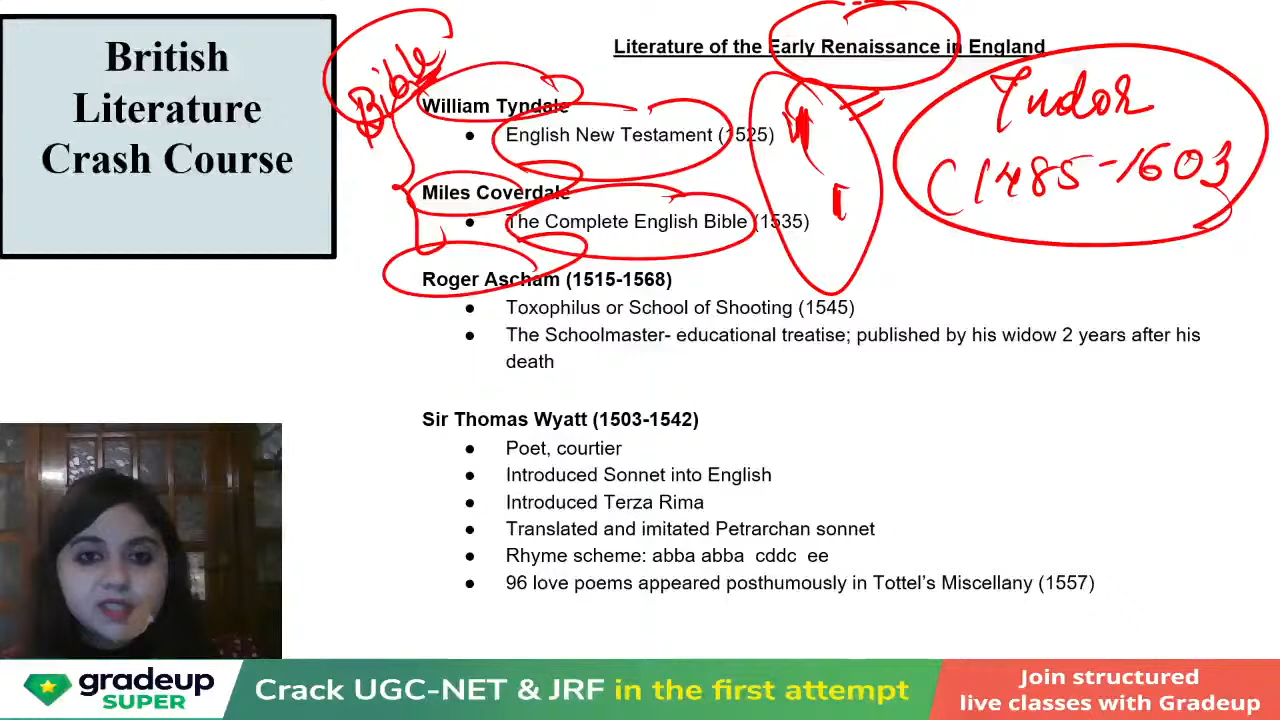 British
Literature
Crash Course
Literature of the Early Renaissance in England
Bible
Tudor
(1485-1603
William Tyndale
● English New Testament (1525)
Miles Coverdale
● The Complete English Bible (1535)
Roger Ascham (1515-1568)
● Toxophilus or School of Shooting (1545)
● The Schoolmaster- educational treatise; published by his widow 2 years after his
death
Sir Thomas Wyatt (1503-1542)
● Poet, courtier
● Introduced Sonnet into English
● Introduced Terza Rima
● Translated and imitated Petrarchan sonnet
● Rhyme scheme: abba abba cddc ee
● 96 love poems appeared posthumously in Tottel’s Miscellany (1557)
gradeup
SUPER
Crack UGC-NET & JRF in the first attempt
Join structured
live classes with Gradeup